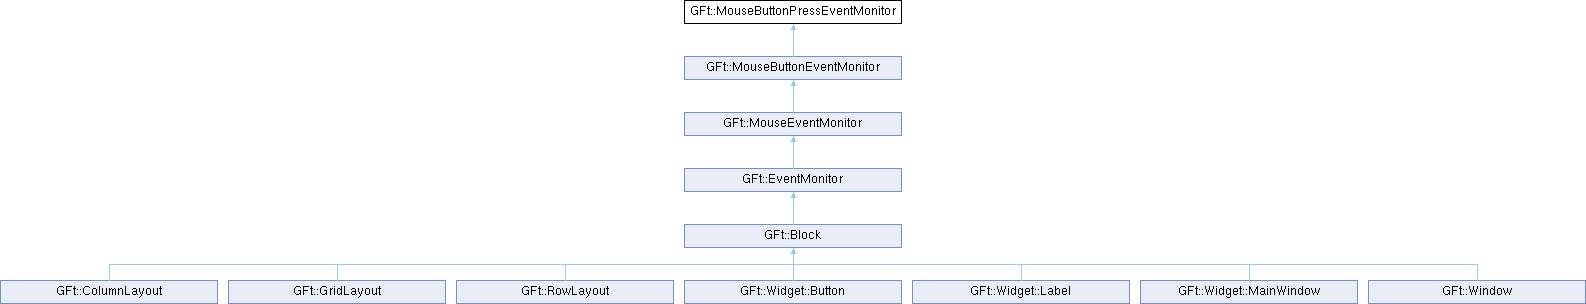 GFt::MouseButtonPressEventMonitor
GFt::MouseButtonEventMonitor
GFt::MouseEventMonitor
GFt::EventMonitor
GFt::Block
GFt::ColumnLayout
GFt::GridLayout
GFt::RowLayout
GFt::Widget::Button
GFt::Widget::Label
GFt::Widget::MainWindow
GFt::Window